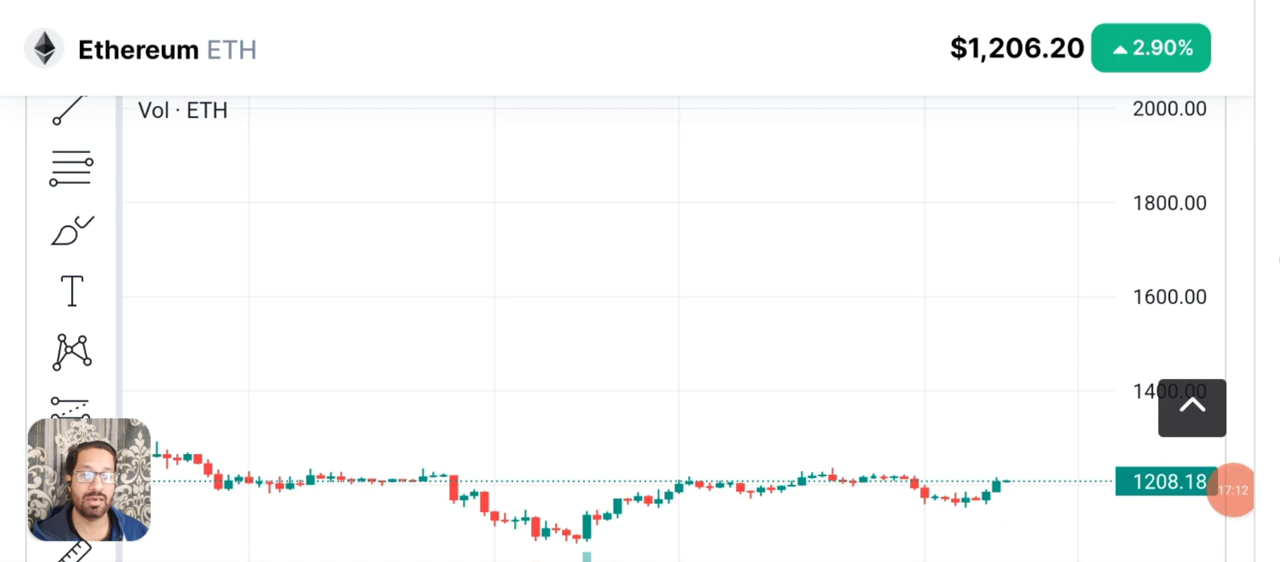 Ethereum ETH
$1,206.20
2.90%
Vol · ETH
2000.00
1800.00
1600.00
T
1400.00
1208.18
17:12